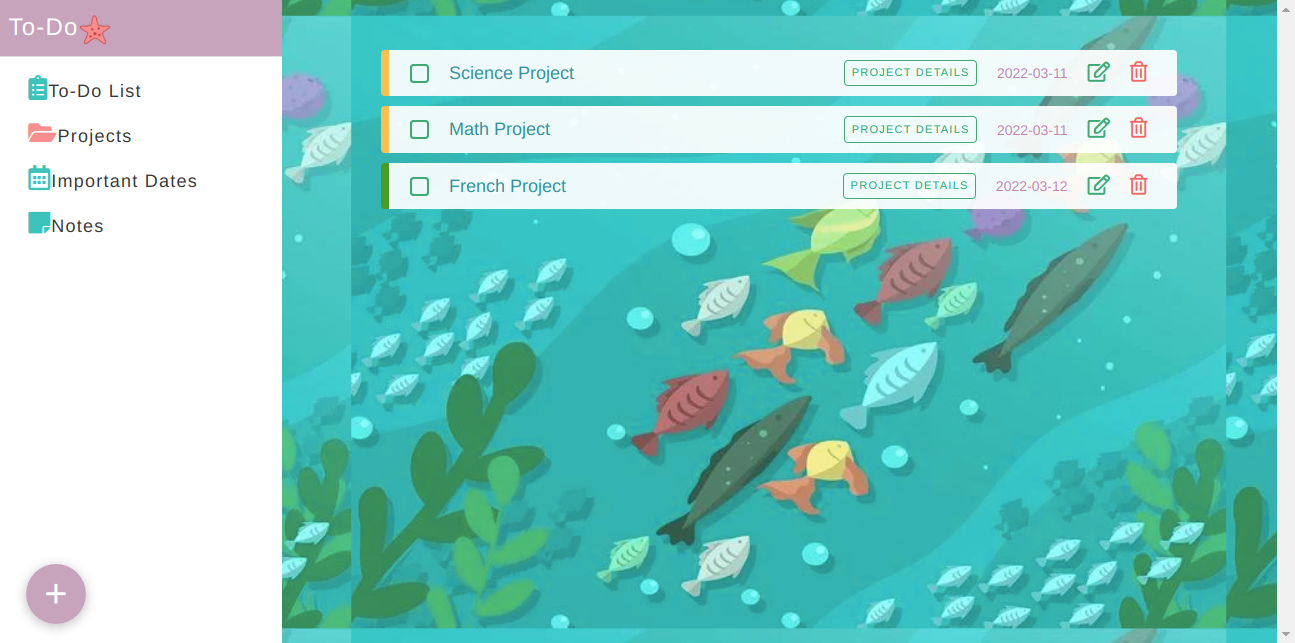 To-Do
To-Do List
Projects
Important Dates
Notes
Science Project PROJECT DETAILS 2022-03-11
Math Project PROJECT DETAILS 2022-03-11
French Project PROJECT DETAILS 2022-03-12
+